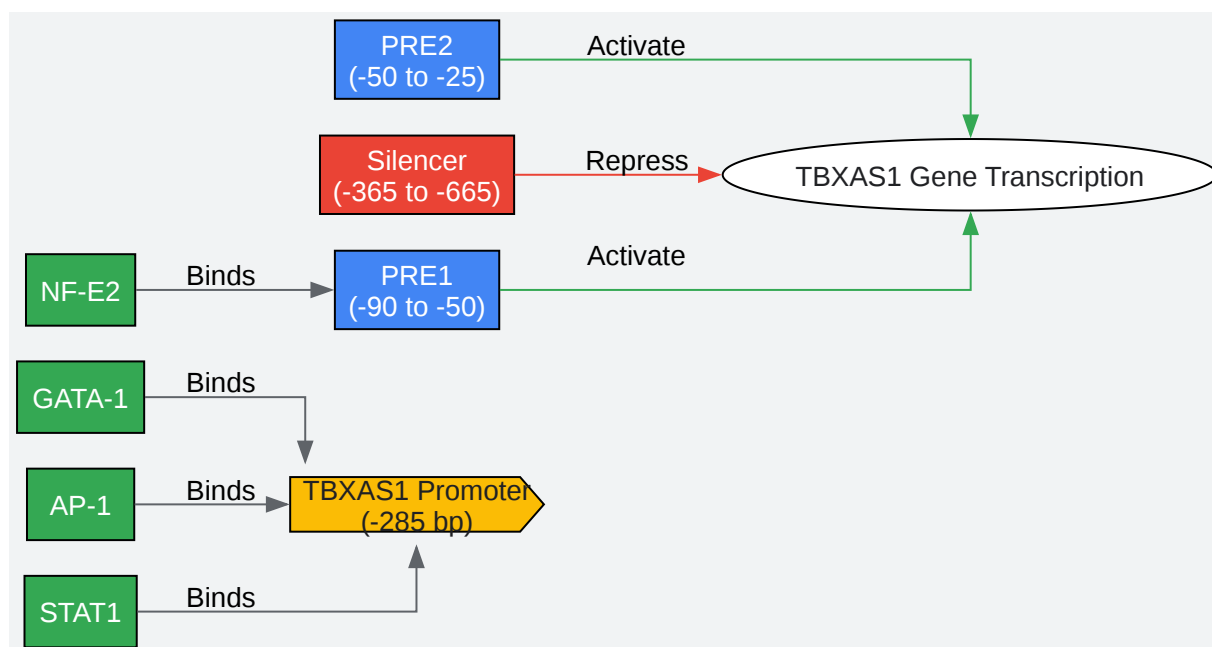 PRE2
(-50 to -25)
Activate
Silencer
(-365 to -665)
Repress
TBXAS1 Gene Transcription
NF-E2
Binds
PRE1
(-90 to -50)
Activate
GATA-1
Binds
AP-1
Binds
TBXAS1 Promoter
(-285 bp)
STAT1
Binds